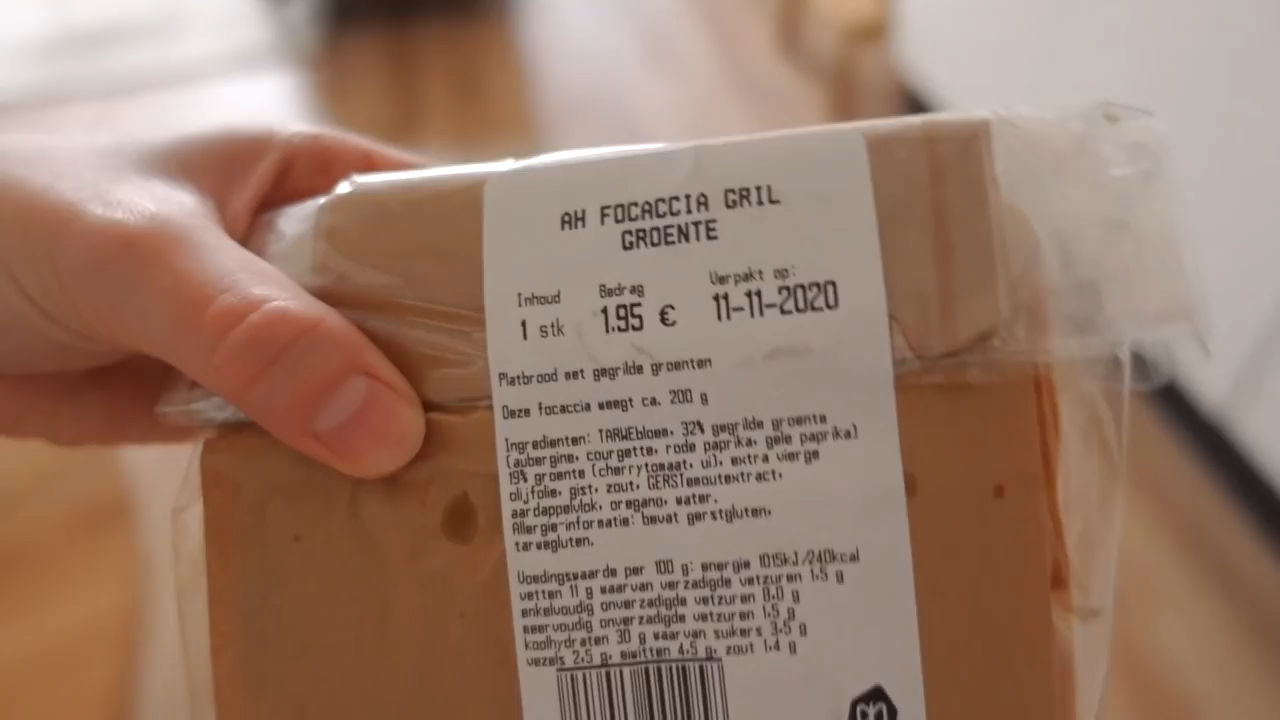 AH FOCACCIA GRIL
GROENTE
Inhoud Bedrag Verpakt op:
1 stk 1.95 € 11-11-2020
Platbrood met gegrilde groenten
Deze focaccia weegt ca. 200 g
Ingredienten: TARWEbloem, 32% gegrilde groente
(aubergine, courgette, rode paprika, gele paprika)
19% groente (cherrytomaat, ui), extra vierge
olijfolie, gist, zout, GERSTemoutextract,
aardappelvlok, oregano, water.
Allergie-informatie: bevat gerstgluten,
tarwegluten.
Voedingswaarde per 100 g: energie 1015kJ/240kcal
vetten 11 g waarvan verzadigde vetzuren 1.5 g
enkelvoudig onverzadigde vetzuren 8.0 g
meervoudig onverzadigde vetzuren 1.5 g
koolhydraten 30 g waarvan suikers 3.5 g
vezels 2.5 g, eiwitten 4.5 g, zout 1.4 g